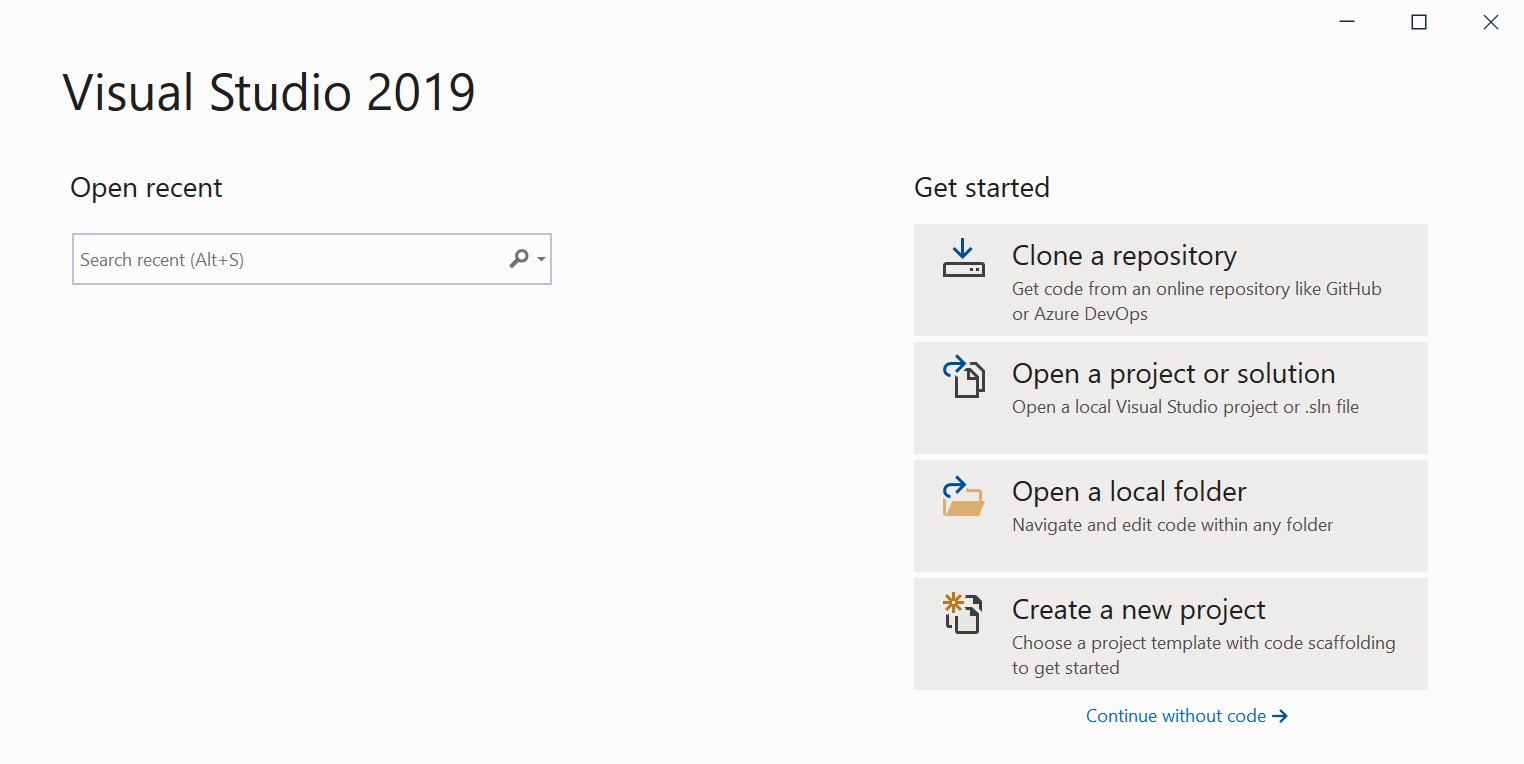 Visual Studio 2019
Open recent
Search recent (Alt+S)
Get started
Clone a repository
Get code from an online repository like GitHub
or Azure DevOps
Open a project or solution
Open a local Visual Studio project or .sln file
Open a local folder
Navigate and edit code within any folder
Create a new project
Choose a project template with code scaffolding
to get started
Continue without code